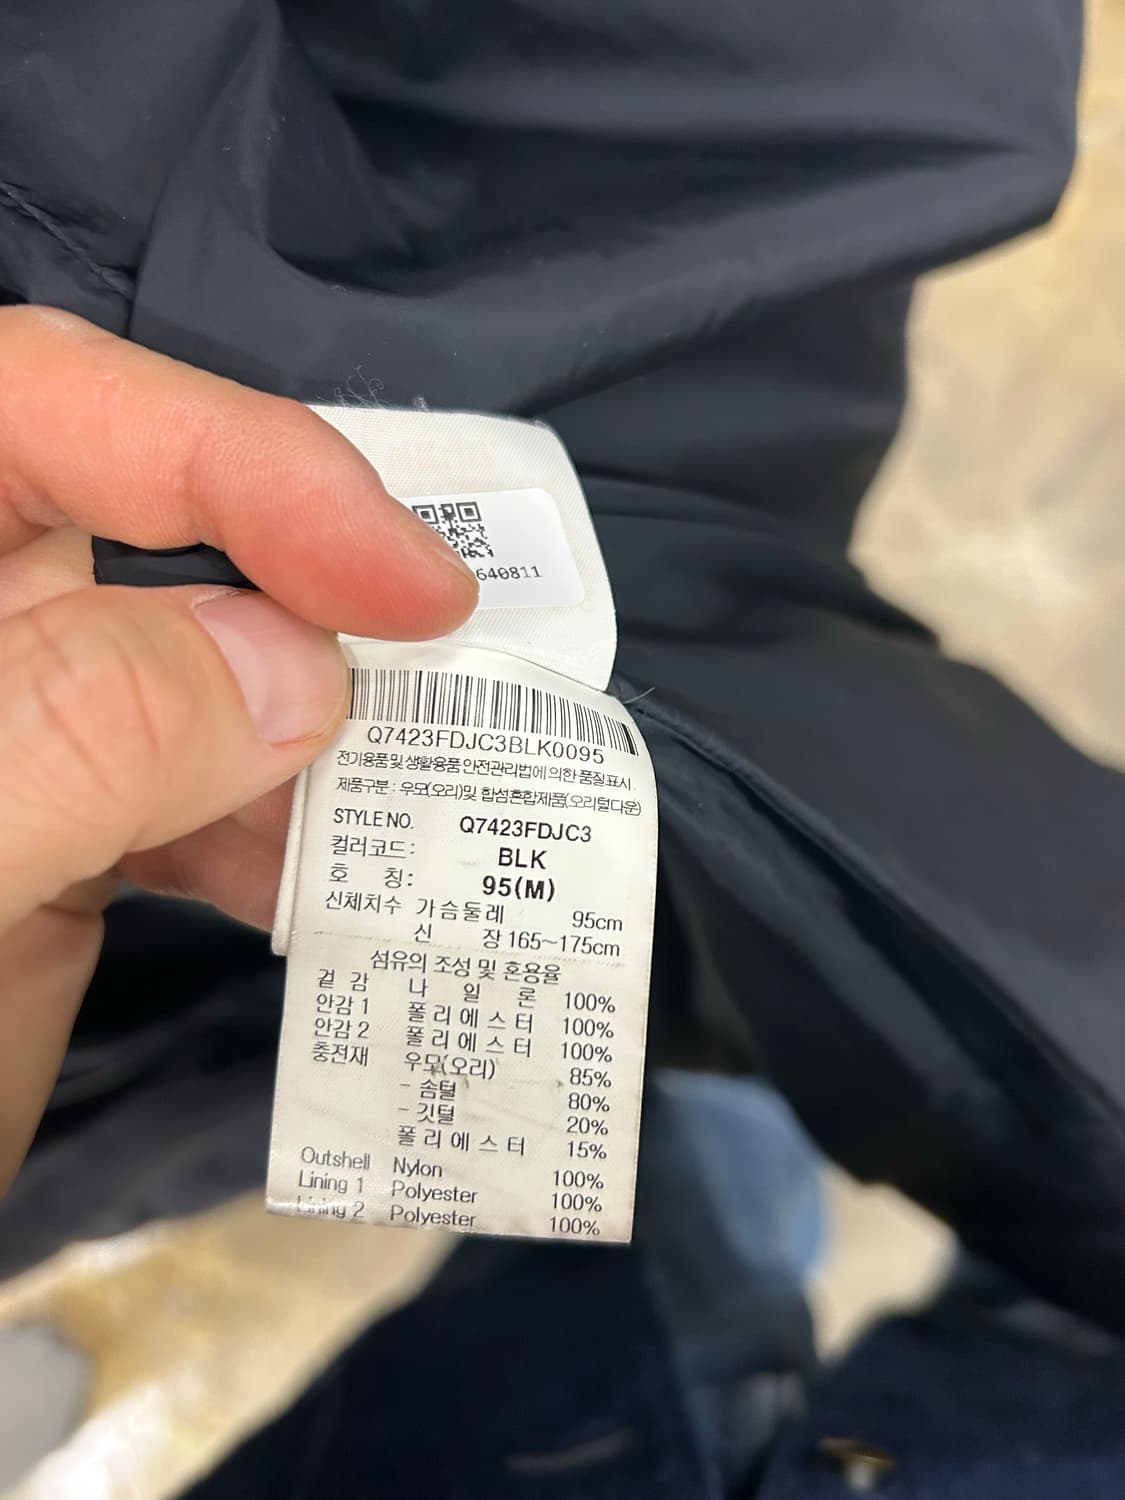 640811
Q7423FDJC3BLK0095
전기용품 및 생활용품 안전관리법에 의한 품질표시
제품구분 : 우모(오리)및 합섬혼합제품(오리털다운)
STYLE NO. Q7423FDJC3
컬러코드: BLK
호 칭: 95(M)
신체치수 가슴둘레 95cm
신 장 165~175cm
섬유의 조성 및 혼용율
겉 감 나 일 론 100%
안감 1 폴리에스터 100%
안감 2 폴리에스터 100%
충전재 우모(오리) 85%
- 솜털 80%
- 깃털 20%
폴리에스터 15%
Outshell Nylon 100%
Lining 1 Polyester 100%
Lining 2 Polyester 100%